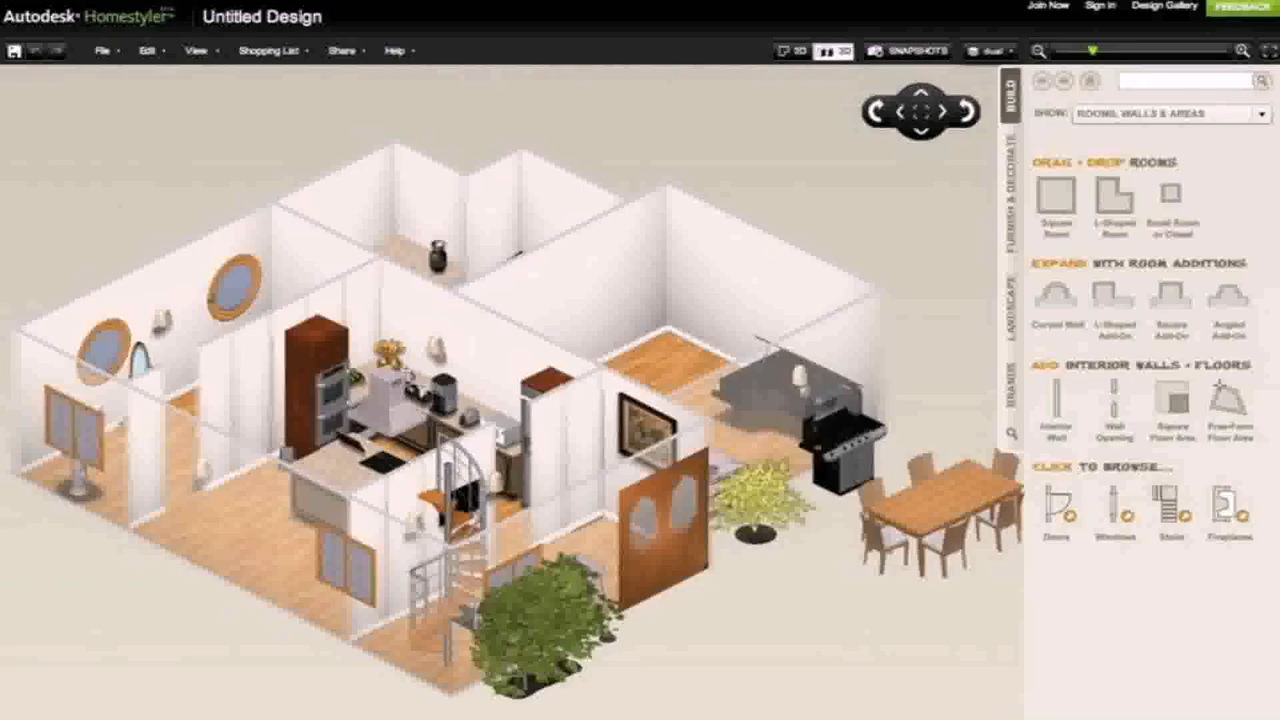 Autodesk Homestyler Untitled Design Join Now Sign In Design Gallery FEEDBACK
File Edit View Shopping List Share Help 2D 3D SNAPSHOTS dual
BUILD
FURNISH & DECORATE
LANDSCAPE
BRANDS
SHOW: ROOMS, WALLS & AREAS
DRAG + DROP ROOMS
Square Room
L-Shaped Room
Small Room or Closet
EXPAND WITH ROOM ADDITIONS
Curved Wall
L-Shaped Add-On
Square Add-On
Angled Add-On
ADD INTERIOR WALLS + FLOORS
Interior Wall
Wall Opening
Square Floor Area
Free-Form Floor Area
CLICK TO BROWSE...
Doors Windows Stairs Fireplaces